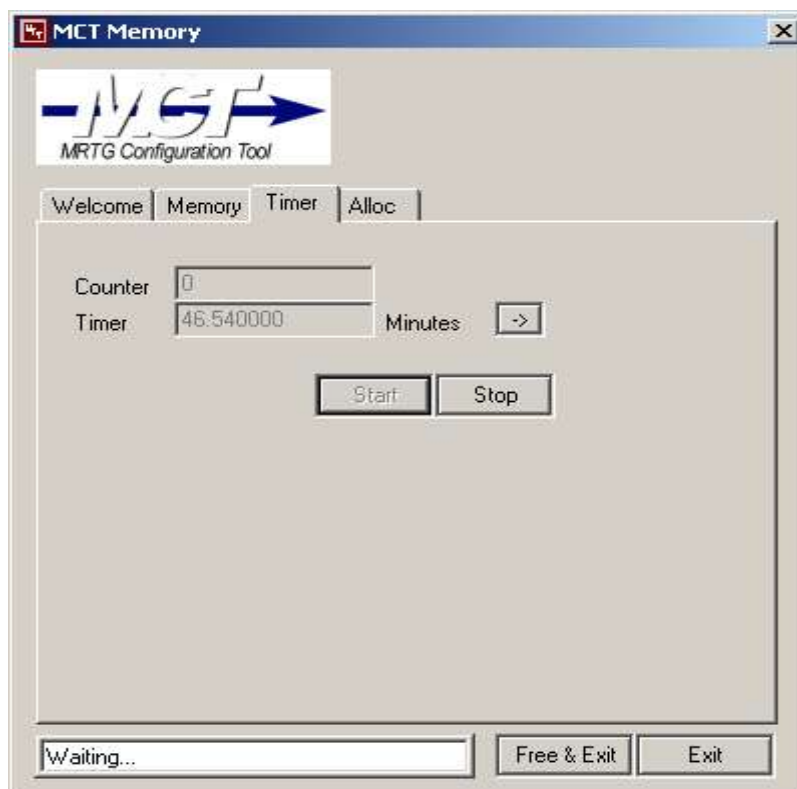 MCT Memory
MCT
MRTG Configuration Tool
Welcome Memory Timer Alloc
Counter 0
Timer 46.540000 Minutes ->
Start Stop
Waiting... Free & Exit Exit